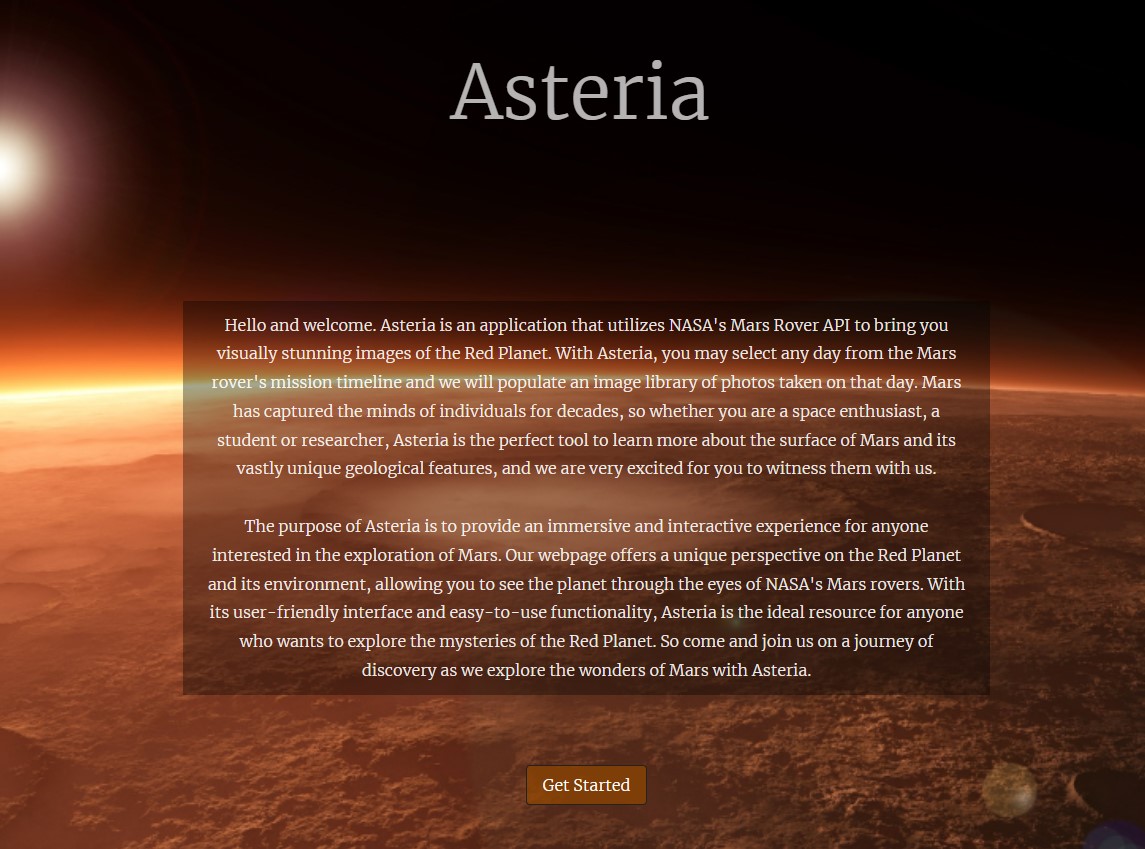 Asteria
Hello and welcome. Asteria is an application that utilizes NASA's Mars Rover API to bring you
visually stunning images of the Red Planet. With Asteria, you may select any day from the Mars
rover's mission timeline and we will populate an image library of photos taken on that day. Mars
has captured the minds of individuals for decades, so whether you are a space enthusiast, a
student or researcher, Asteria is the perfect tool to learn more about the surface of Mars and its
vastly unique geological features, and we are very excited for you to witness them with us.
The purpose of Asteria is to provide an immersive and interactive experience for anyone
interested in the exploration of Mars. Our webpage offers a unique perspective on the Red Planet
and its environment, allowing you to see the planet through the eyes of NASA's Mars rovers. With
its user-friendly interface and easy-to-use functionality, Asteria is the ideal resource for anyone
who wants to explore the mysteries of the Red Planet. So come and join us on a journey of
discovery as we explore the wonders of Mars with Asteria.
Get Started